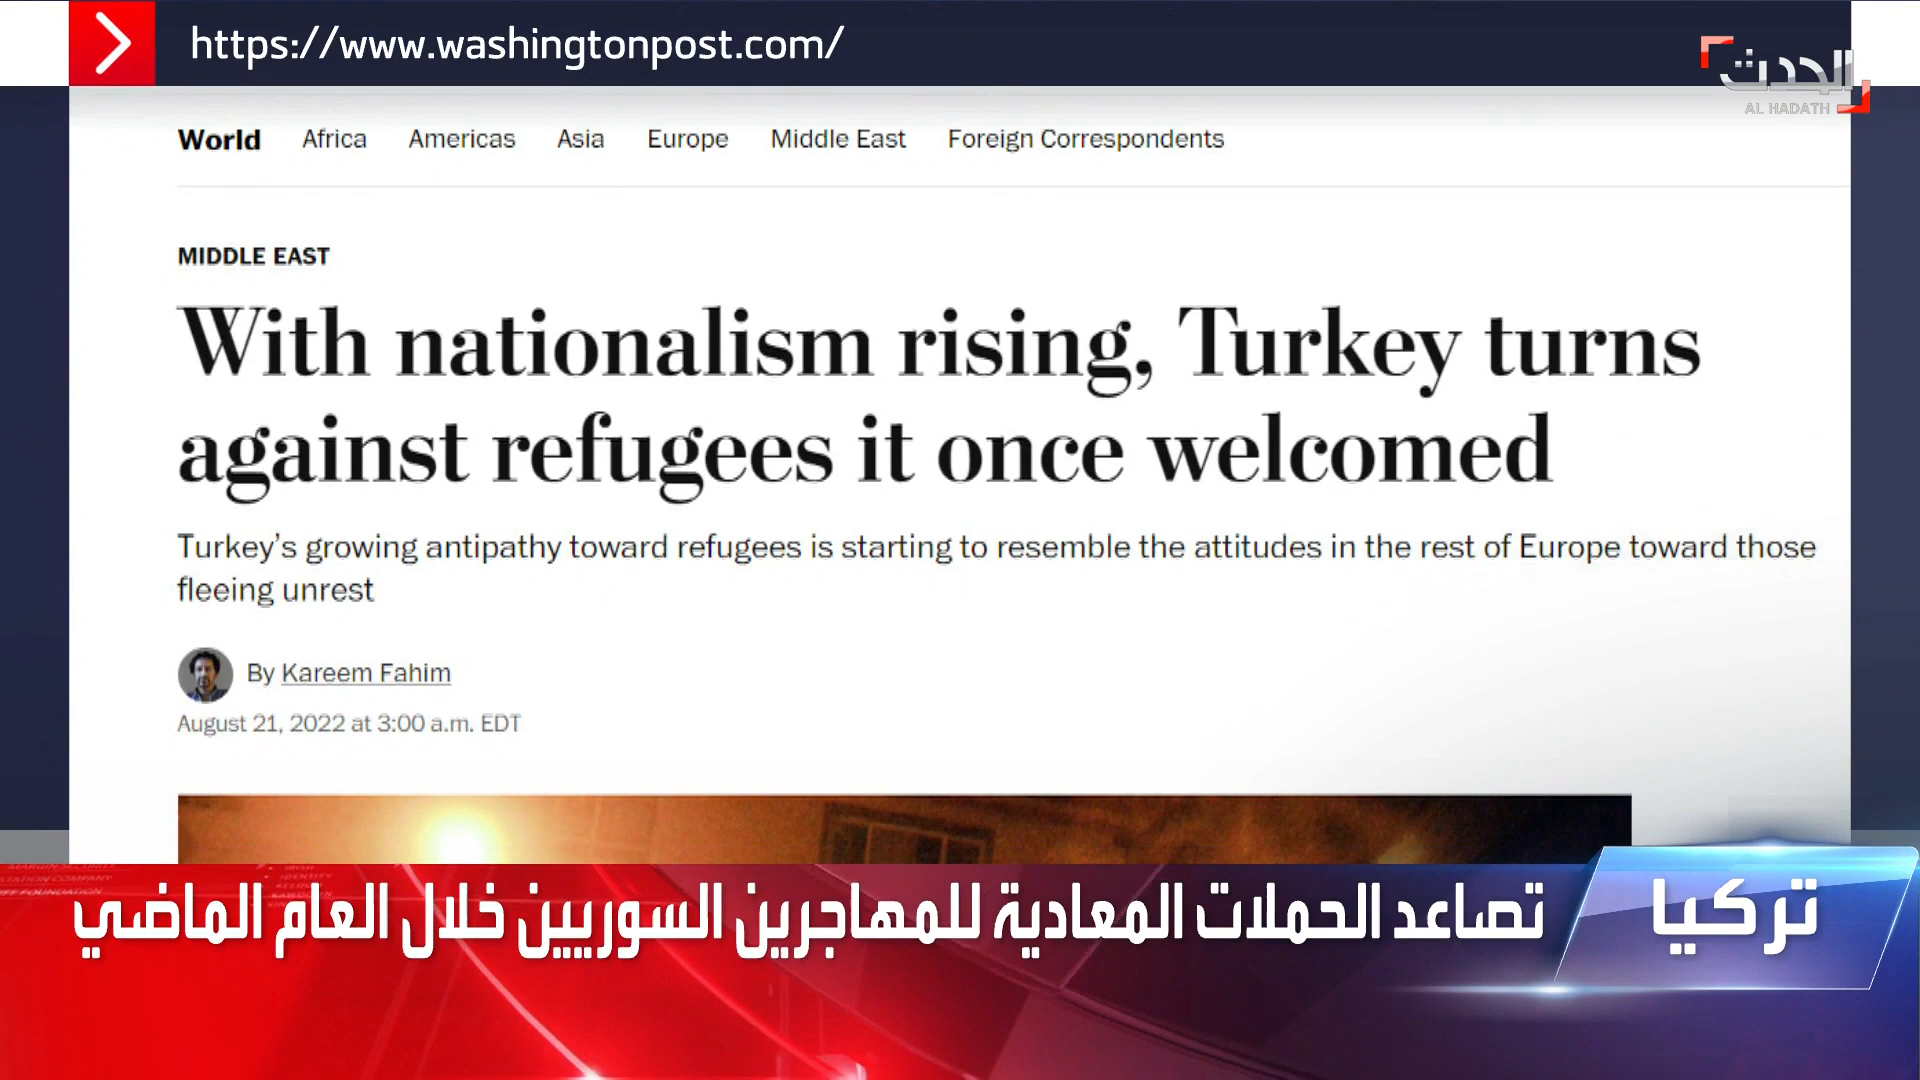 https://www.washingtonpost.com/
الحدث
AL HADATH
World Africa Americas Asia Europe Middle East Foreign Correspondents
MIDDLE EAST
With nationalism rising, Turkey turns
against refugees it once welcomed
Turkey's growing antipathy toward refugees is starting to resemble the attitudes in the rest of Europe toward those
fleeing unrest
By Kareem Fahim
August 21, 2022 at 3:00 a.m. EDT
تركيا
تصاعد الحملات المعادية للمهاجرين السوريين خلال العام الماضي